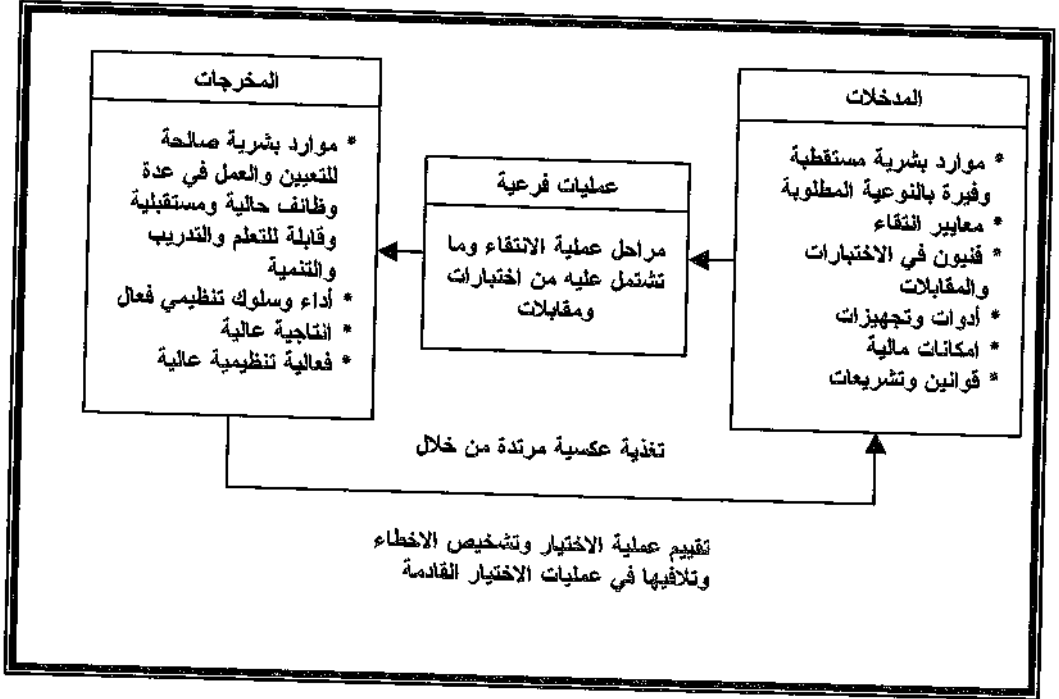 المدخلات
* موارد بشرية مستقطبة
وفيرة بالنوعية المطلوبة
* معايير انتقاء
* فنيون في الاختبارات
والمقابلات
* أدوات وتجهيزات
* امكانات مالية
* قوانين وتشريعات
عمليات فرعية
مراحل عملية الانتقاء وما
تشتمل عليه من اختبارات
ومقابلات
المخرجات
* موارد بشرية صالحة
للتعيين والعمل في عدة
وظائف حالية ومستقبلية
وقابلة للتعلم والتدريب
والتنمية
* أداء وسلوك تنظيمي فعال
* انتاجية عالية
* فعالية تنظيمية عالية
تغذية عكسية مرتدة من خلال
تقييم عملية الاختيار وتشخيص الاخطاء
وتلافيها في عمليات الاختيار القادمة